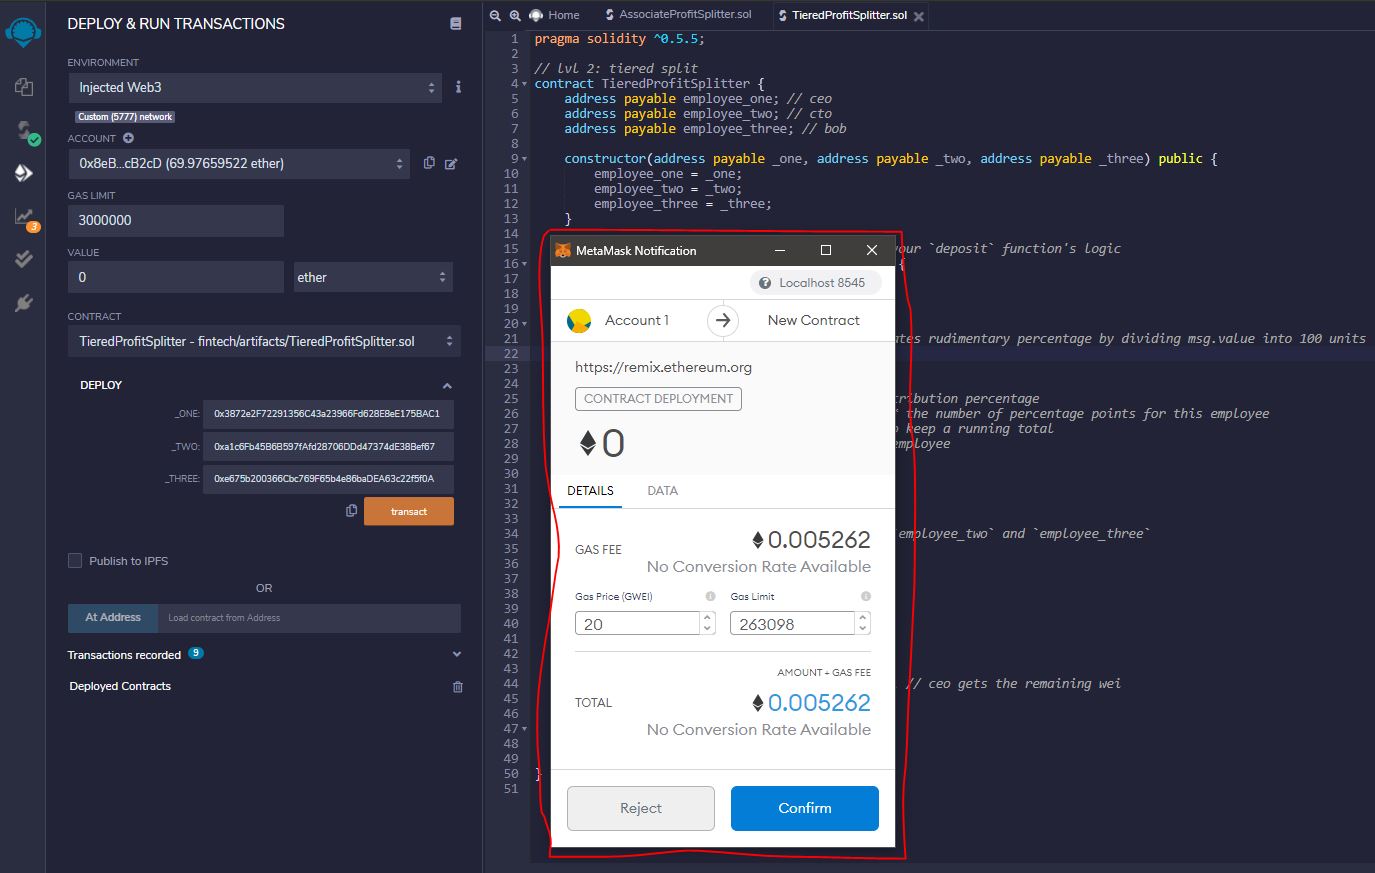 DEPLOY & RUN TRANSACTIONS
ENVIRONMENT
Injected Web3
Custom (5777) network
ACCOUNT
0x8eB...cB2cD (69.97659522 ether)
GAS LIMIT
3000000
VALUE
0
ether
CONTRACT
TieredProfitSplitter - fintech/artifacts/TieredProfitSplitter.sol
DEPLOY
_ONE: 0x3872e2F72291356C43a23966Fd628E8eE175BAC1
_TWO: 0xa1c6Fb45B6B597fAfd28706DDd47374dE38Bef67
_THREE: 0xe675b200366Cbc769F65b4e86baDEA63c22f5f0A
transact
Publish to IPFS
OR
At Address Load contract from Address
Transactions recorded 9
Deployed Contracts
3
Home AssociateProfitSplitter.sol TieredProfitSplitter.sol
1 pragma solidity ^0.5.5;
2
3 // lvl 2: tiered split
4 contract TieredProfitSplitter {
5 address payable employee_one; // ceo
6 address payable employee_two; // cto
7 address payable employee_three; // bob
8
9 constructor(address payable _one, address payable _two, address payable _three) public {
10 employee_one = _one;
11 employee_two = _two;
12 employee_three = _three;
13 }
14
15 our `deposit` function's logic
16 {
17
18
19
20
21 tes rudimentary percentage by dividing msg.value into 100 units
22
23
24
25 ribution percentage
26 the number of percentage points for this employee
27 keep a running total
28 employee
29
30
31
32
33
34 employee_two` and `employee_three`
35
36
37
38
39
40
41
42
43
44 // ceo gets the remaining wei
45
46
47
48
49
50 }
51
MetaMask Notification
Localhost 8545
Account 1 New Contract
https://remix.ethereum.org
CONTRACT DEPLOYMENT
0
DETAILS DATA
GAS FEE 0.005262
No Conversion Rate Available
Gas Price (GWEI) Gas Limit
20 263098
AMOUNT + GAS FEE
TOTAL 0.005262
No Conversion Rate Available
Reject Confirm